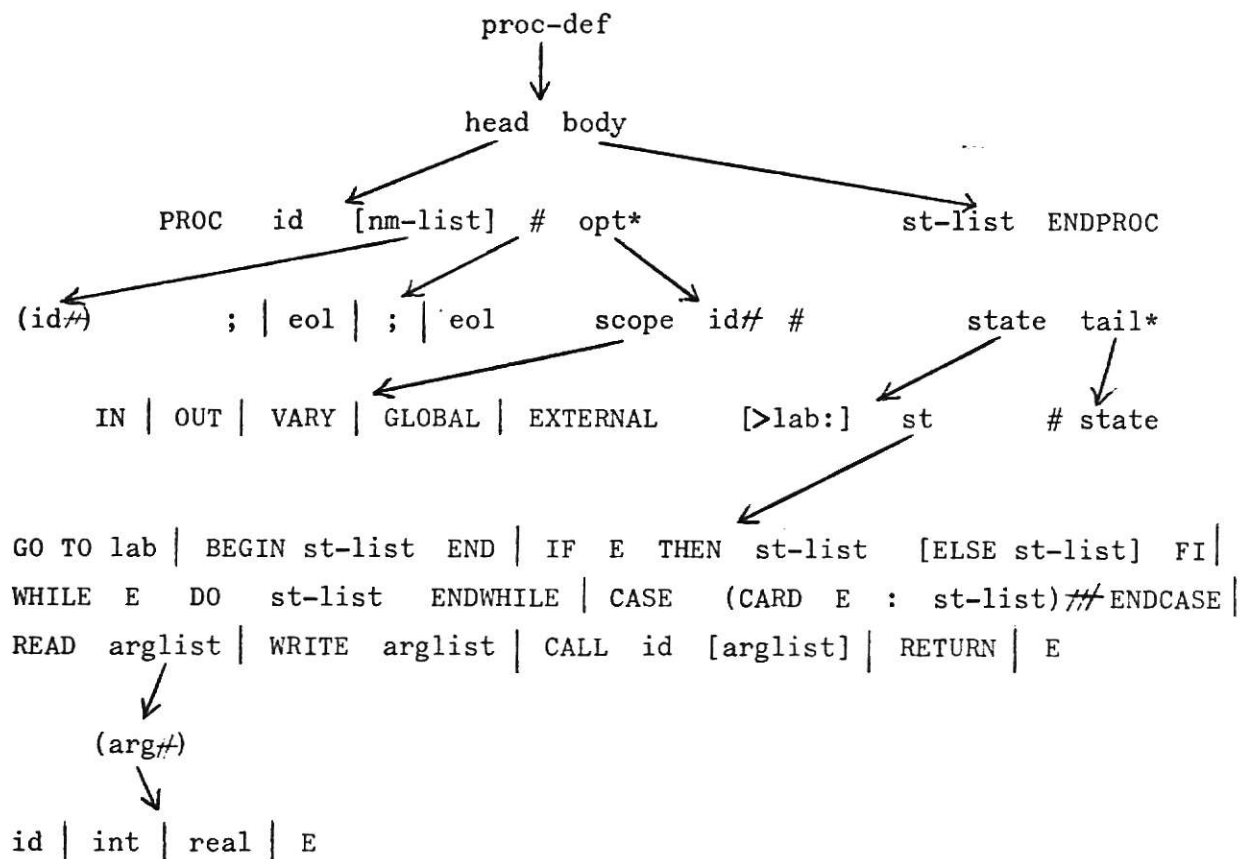 proc-def
head body
PROC id [nm-list] # opt* st-list ENDPROC
(id#) ; | eol | ; | eol scope id# # state tail*
IN | OUT | VARY | GLOBAL | EXTERNAL [>lab:] st # state
GO TO lab | BEGIN st-list END | IF E THEN st-list [ELSE st-list] FI |
WHILE E DO st-list ENDWHILE | CASE (CARD E : st-list)# ENDCASE |
READ arglist | WRITE arglist | CALL id [arglist] | RETURN | E
(arg#)
id | int | real | E